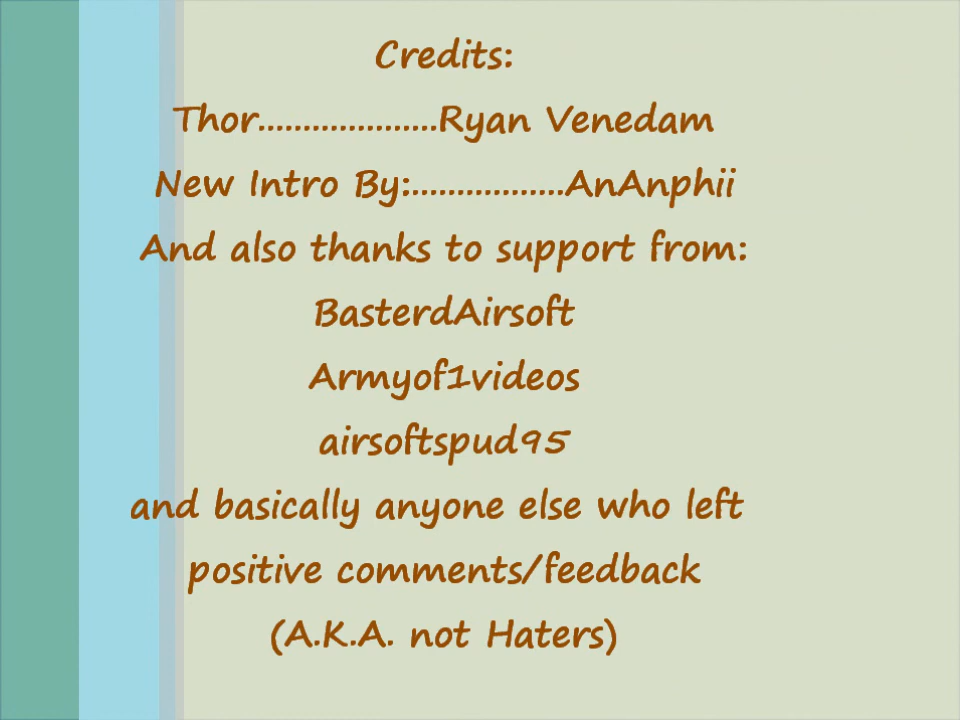 Credits:
Thor....................Ryan Venedam
New Intro By:.................AnAnphii
And also thanks to support from:
BasterdAirsoft
Armyof1videos
airsoftspud95
and basically anyone else who left
positive comments/feedback
(A.K.A. not Haters)